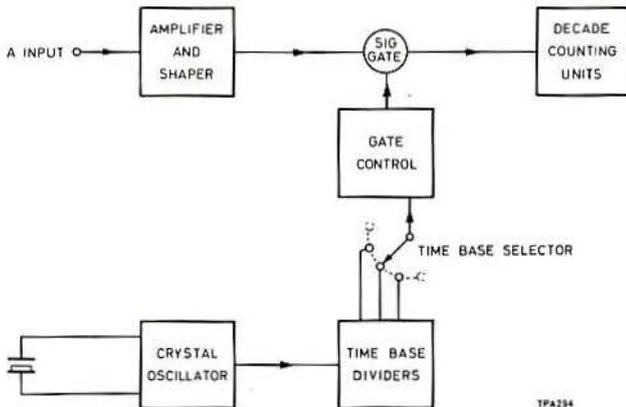 A INPUT
AMPLIFIER
AND
SHAPER
SIG
GATE
DECADE
COUNTING
UNITS
GATE
CONTROL
TIME BASE SELECTOR
CRYSTAL
OSCILLATOR
TIME BASE
DIVIDERS
TPA294